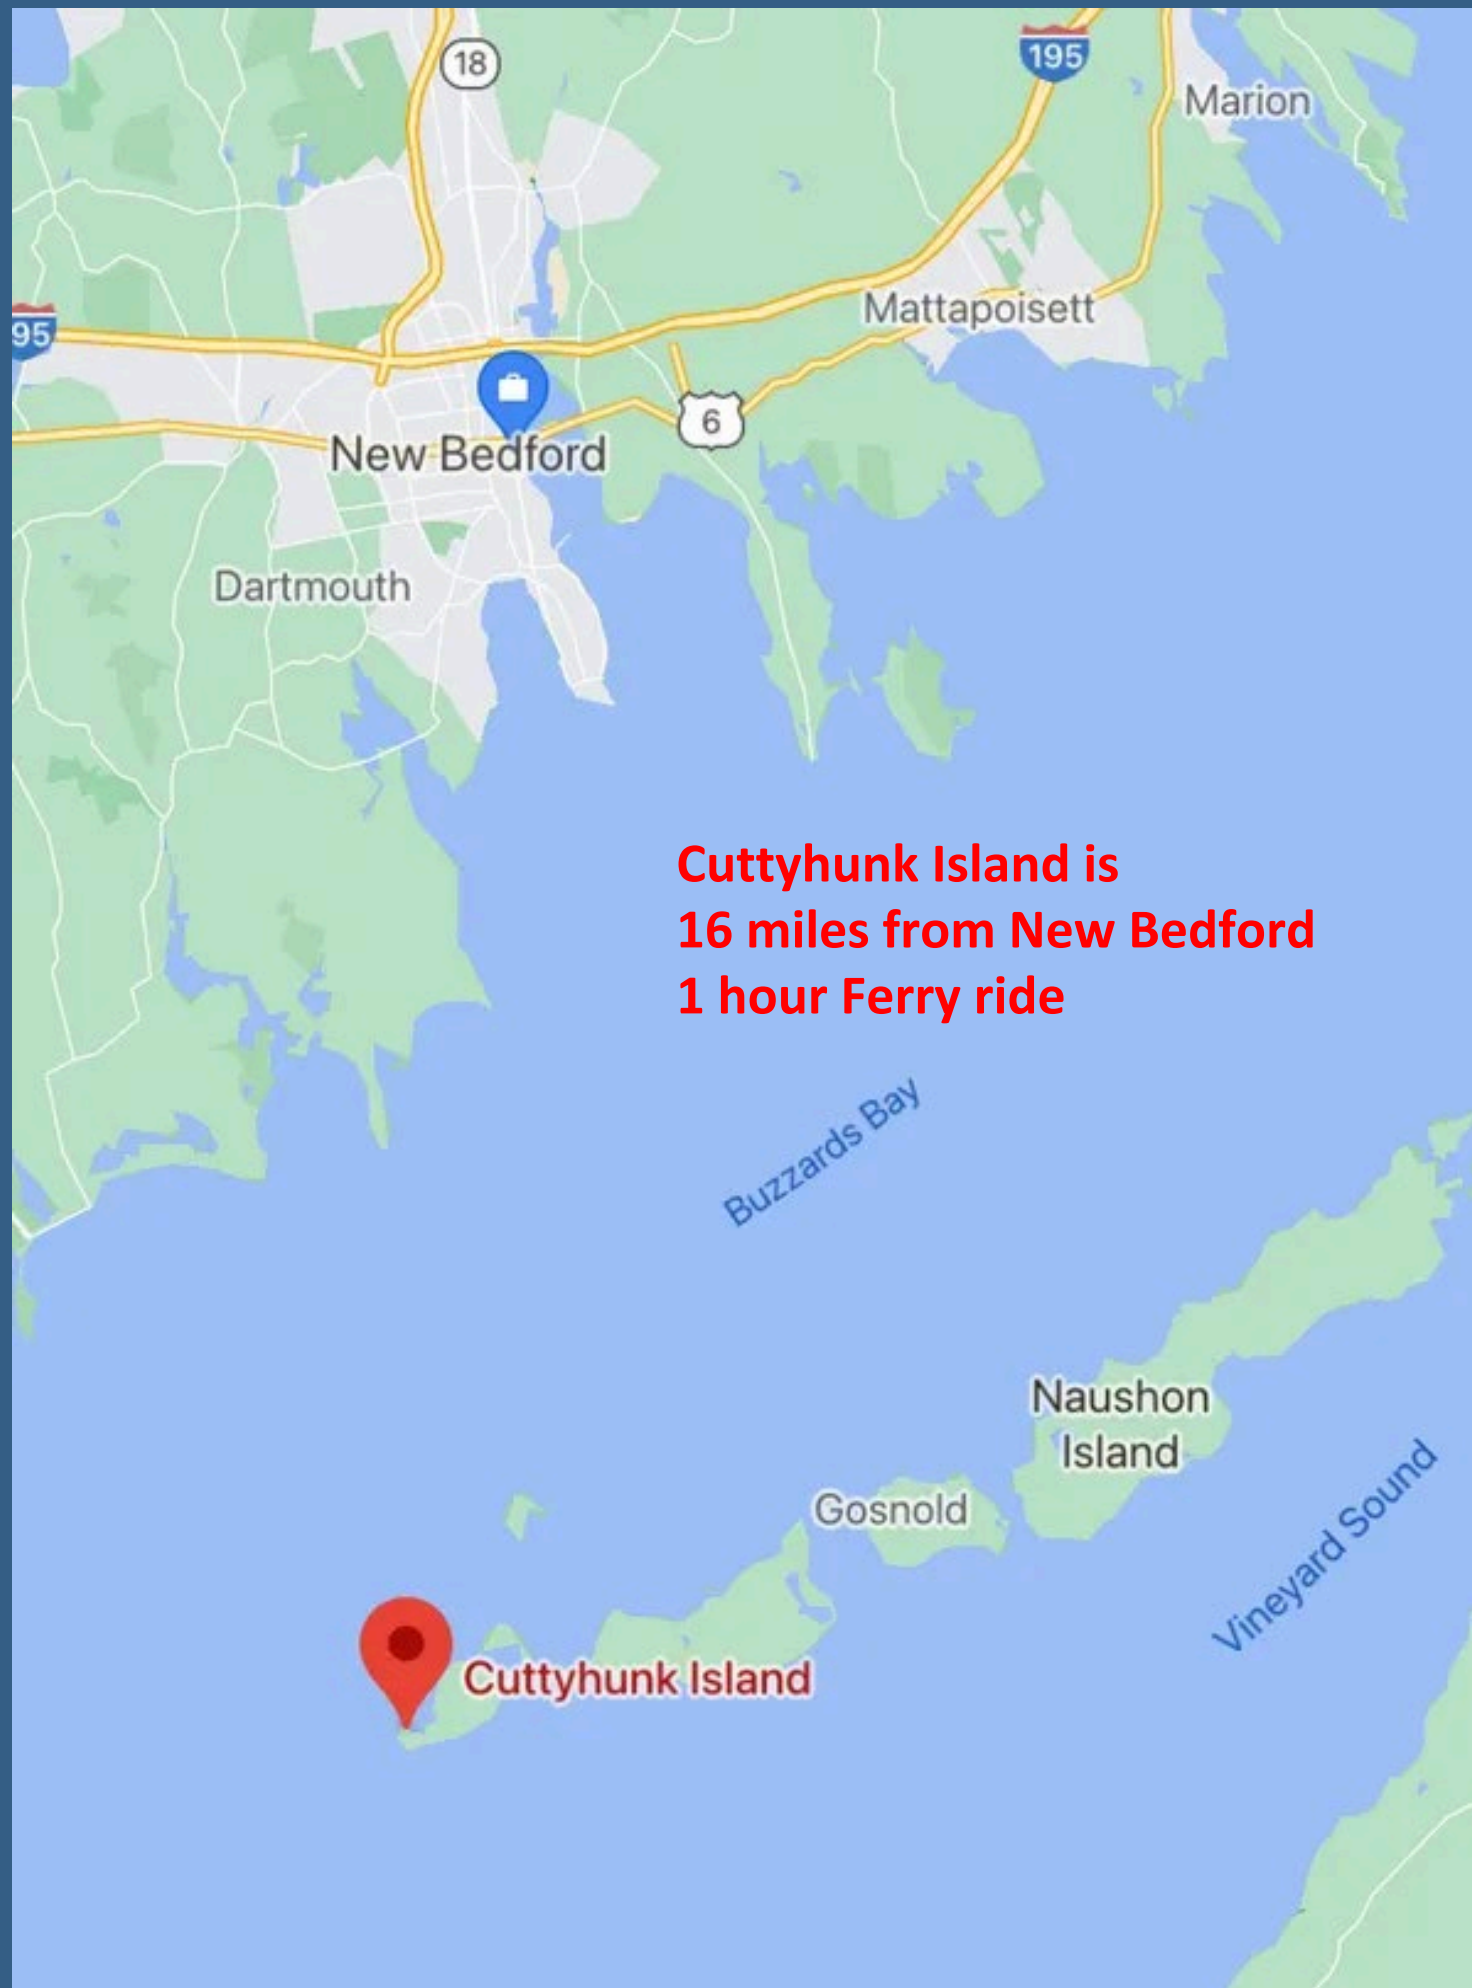 18
195
Marion
95
Mattapoisett
6
New Bedford
Dartmouth
Cuttyhunk Island is
16 miles from New Bedford
1 hour Ferry ride
Buzzards Bay
Naushon
Island
Gosnold
Vineyard Sound
Cuttyhunk Island